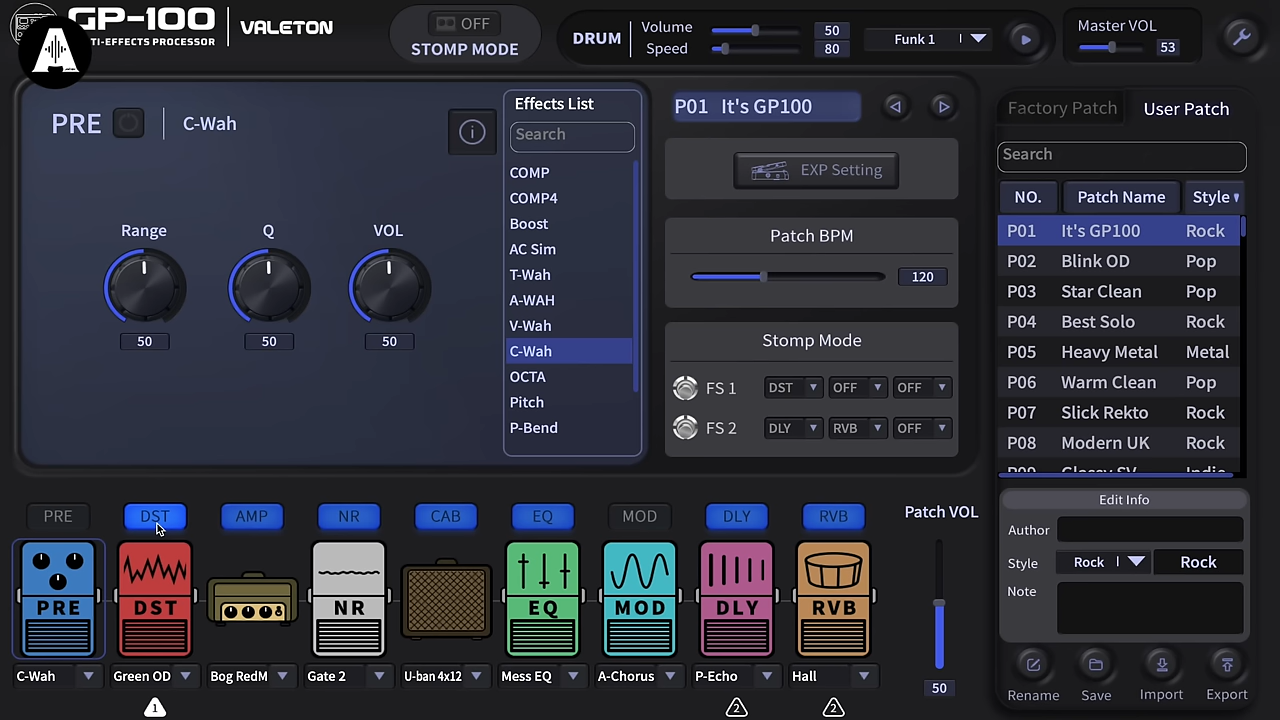 GP-100
MULTI-EFFECTS PROCESSOR
VALETON
OFF
STOMP MODE
DRUM
Volume
50
Speed
80
Funk 1
Master VOL
53
PRE
C-Wah
Range
Q
VOL
50
50
50
Effects List
Search
COMP
COMP4
Boost
AC Sim
T-Wah
A-WAH
V-Wah
C-Wah
OCTA
Pitch
P-Bend
P01 It's GP100
EXP Setting
Patch BPM
120
Stomp Mode
FS 1 DST OFF OFF
FS 2 DLY RVB OFF
Factory Patch
User Patch
Search
NO. Patch Name Style
P01 It's GP100 Rock
P02 Blink OD Pop
P03 Star Clean Pop
P04 Best Solo Rock
P05 Heavy Metal Metal
P06 Warm Clean Pop
P07 Slick Rekto Rock
P08 Modern UK Rock
P09 Glossy SV Indie
Edit Info
Author
Style Rock Rock
Note
Rename Save Import Export
PRE DST AMP NR CAB EQ MOD DLY RVB
Patch VOL
PRE DST NR EQ MOD DLY RVB
C-Wah Green OD Bog RedM Gate 2 U-ban 4x12 Mess EQ A-Chorus P-Echo Hall
50
1 2 2